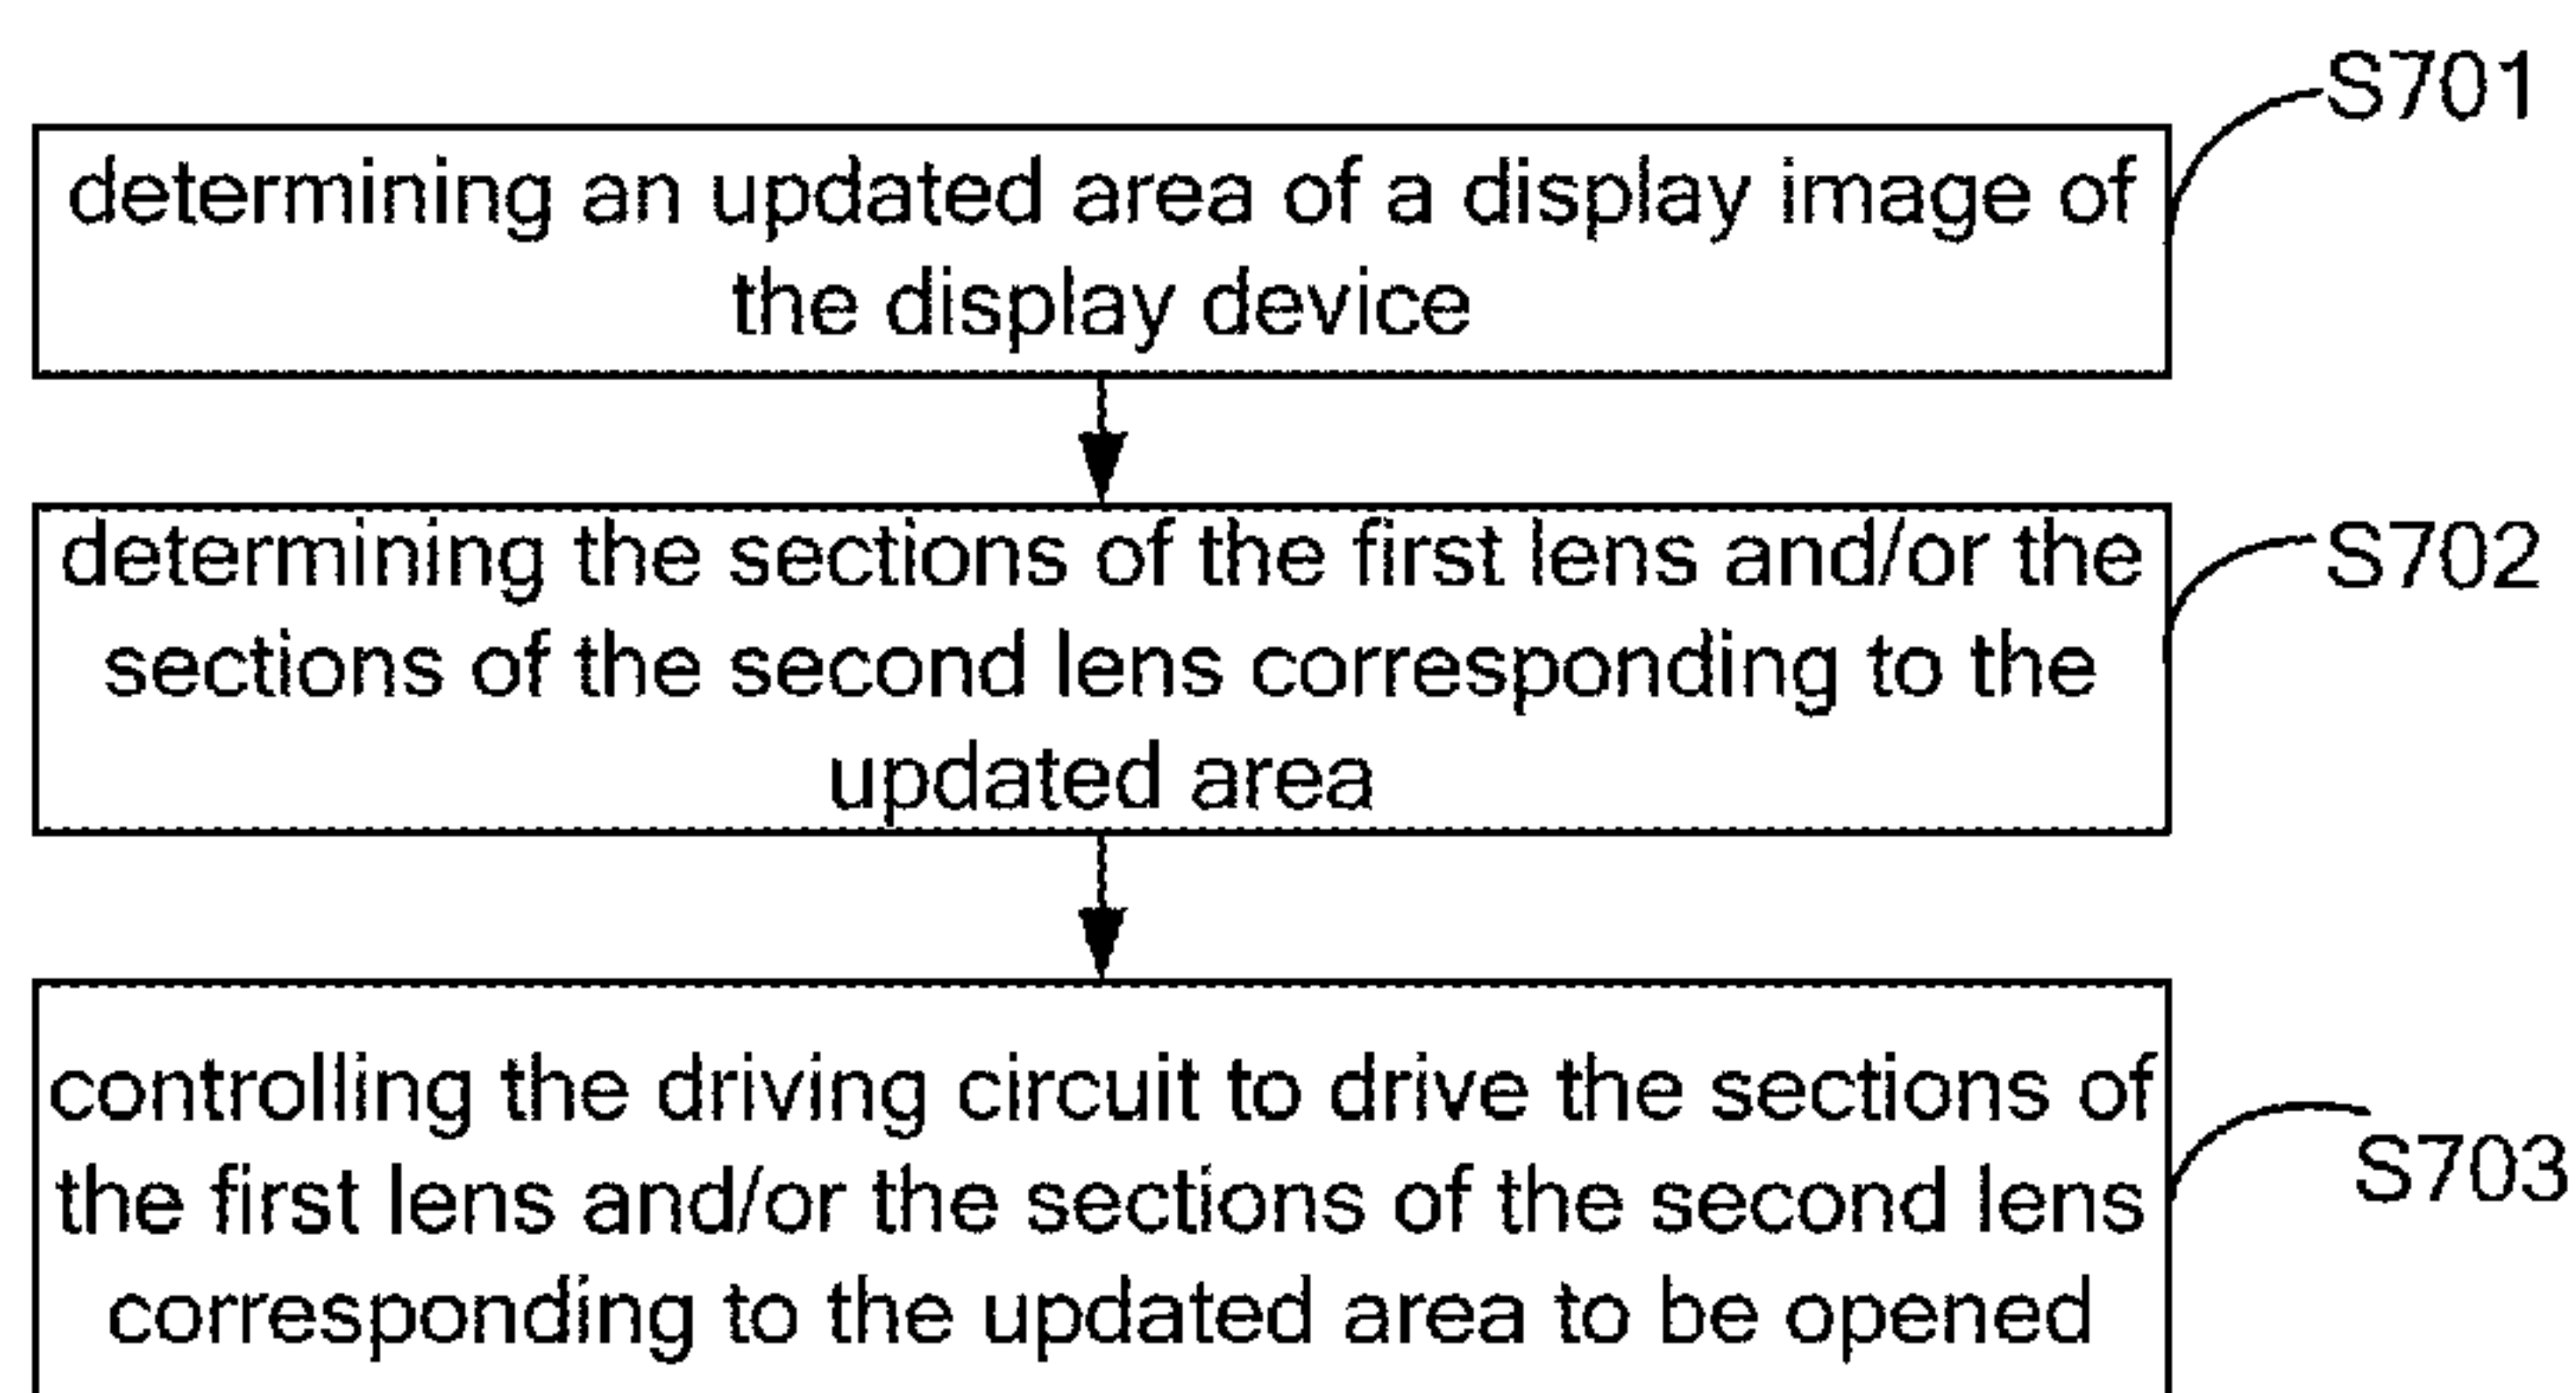 S701
determining an updated area of a display image of
the display device
determining the sections of the first lens and/or the
sections of the second lens corresponding to the
updated area
S702
controlling the driving circuit to drive the sections of
the first lens and/or the sections of the second lens
corresponding to the updated area to be opened
S703